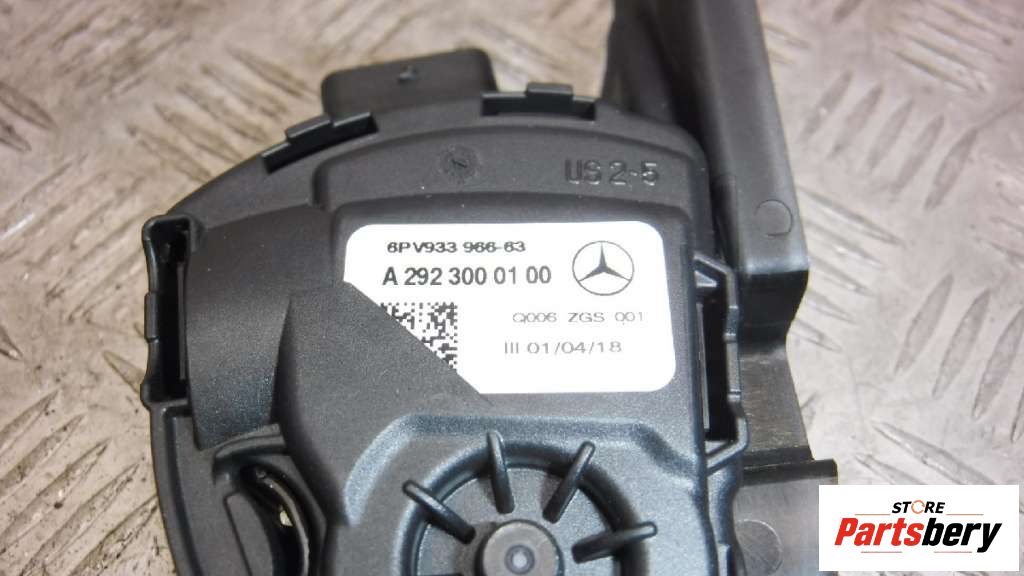 US 2-5
6PV933 966-63
A 292 300 01 00
Q006 ZGS 001
III 01/04/18
STORE
Partsbery